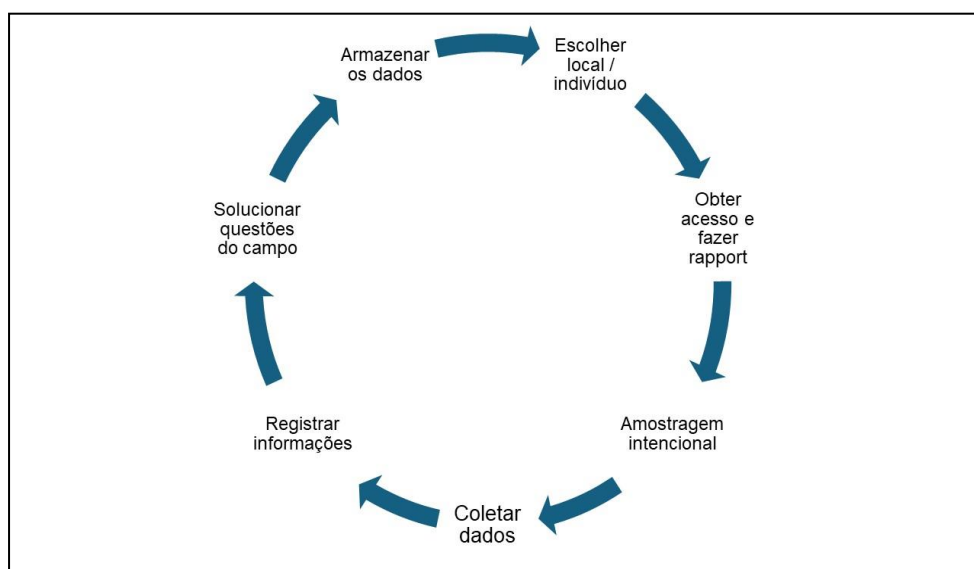 Armazenar
os dados
Escolher
local /
indivíduo
Obter
acesso e
fazer
rapport
Amostragem
intencional
Coletar
dados
Registrar
informações
Solucionar
questões
do campo